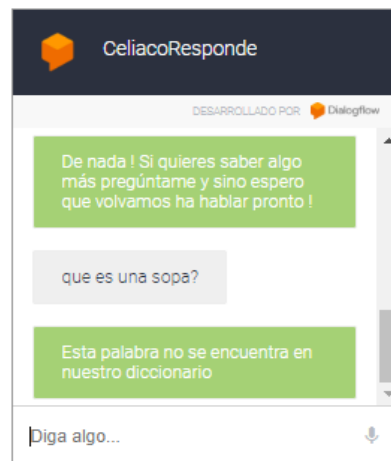 CeliacoResponde
DESARROLLADO POR Dialogflow
De nada ! Si quieres saber algo
más pregúntame y sino espero
que volvamos ha hablar pronto !
que es una sopa?
Esta palabra no se encuentra en
nuestro diccionario
Diga algo...